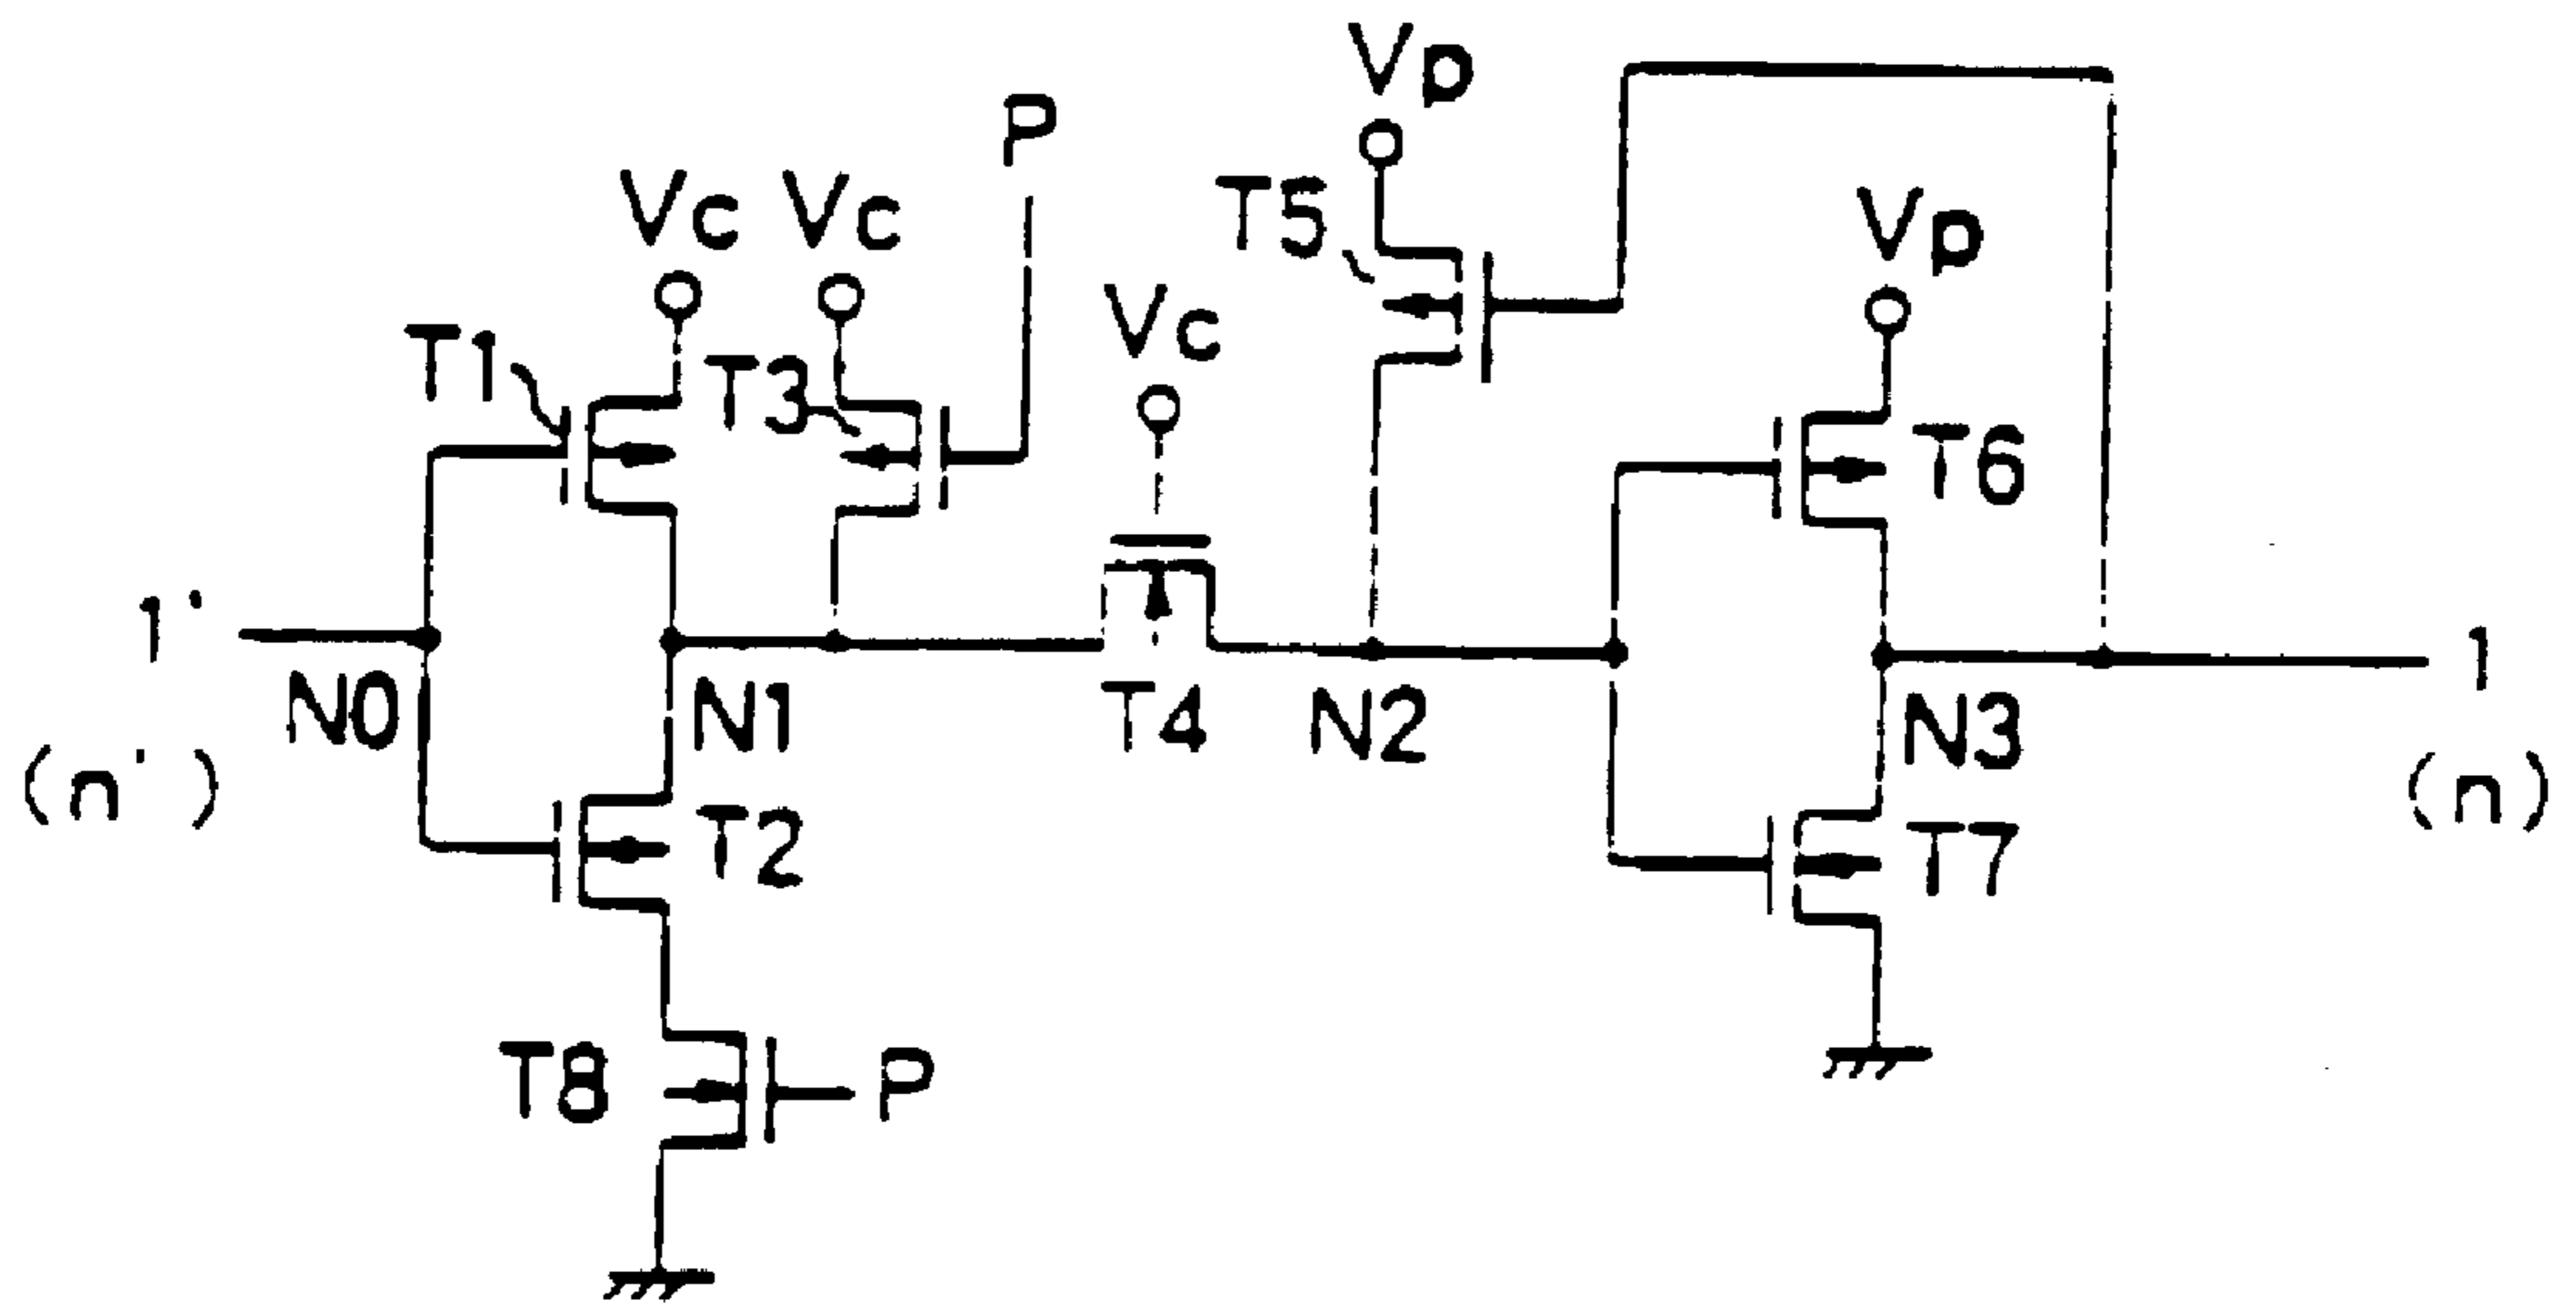 Vp
P
Vc
Vc
T5
Vp
Vc
T1
T3
T6
1'
1
N0
N1
T4
N2
N3
(n')
(n)
T2
T7
T8
P